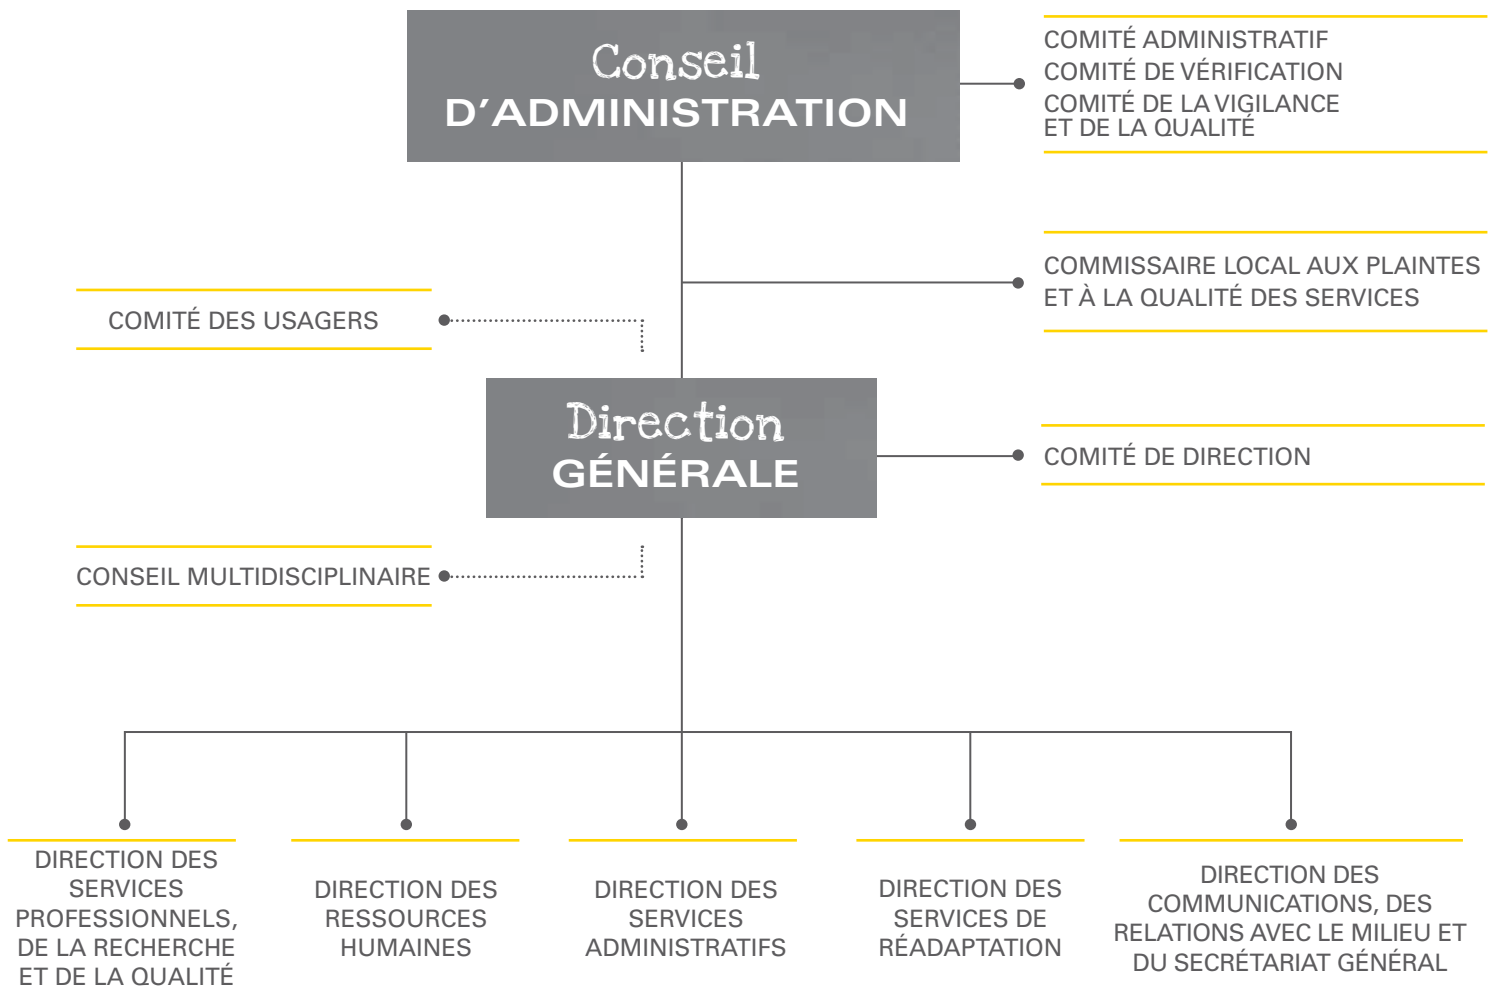 Conseil
D'ADMINISTRATION
COMITÉ ADMINISTRATIF
COMITÉ DE VÉRIFICATION
COMITÉ DE LA VIGILANCE
ET DE LA QUALITÉ
COMMISSAIRE LOCAL AUX PLAINTES
ET À LA QUALITÉ DES SERVICES
COMITÉ DES USAGERS
Direction
GÉNÉRALE
COMITÉ DE DIRECTION
CONSEIL MULTIDISCIPLINAIRE
DIRECTION DES
SERVICES
PROFESSIONNELS,
DE LA RECHERCHE
ET DE LA QUALITÉ
DIRECTION DES
RESSOURCES
HUMAINES
DIRECTION DES
SERVICES
ADMINISTRATIFS
DIRECTION DES
SERVICES DE
RÉADAPTATION
DIRECTION DES
COMMUNICATIONS, DES
RELATIONS AVEC LE MILIEU ET
DU SECRÉTARIAT GÉNÉRAL